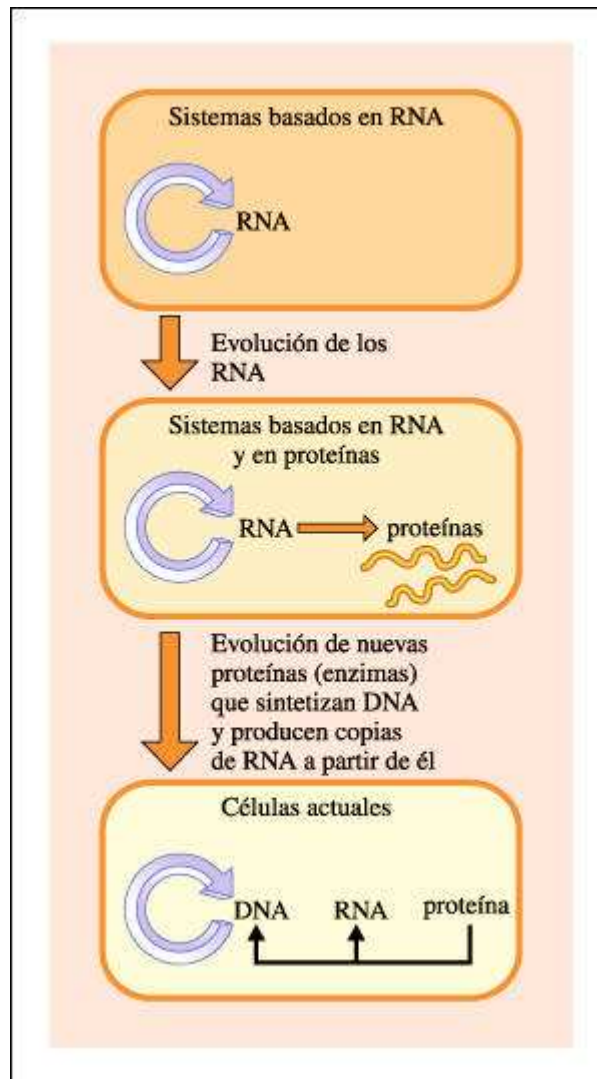 Sistemas basados en RNA
RNA
Evolución de los
RNA
Sistemas basados en RNA
y en proteínas
RNA
proteínas
Evolución de nuevas
proteínas (enzimas)
que sintetizan DNA
y producen copias
de RNA a partir de él
Células actuales
DNA
RNA
proteína